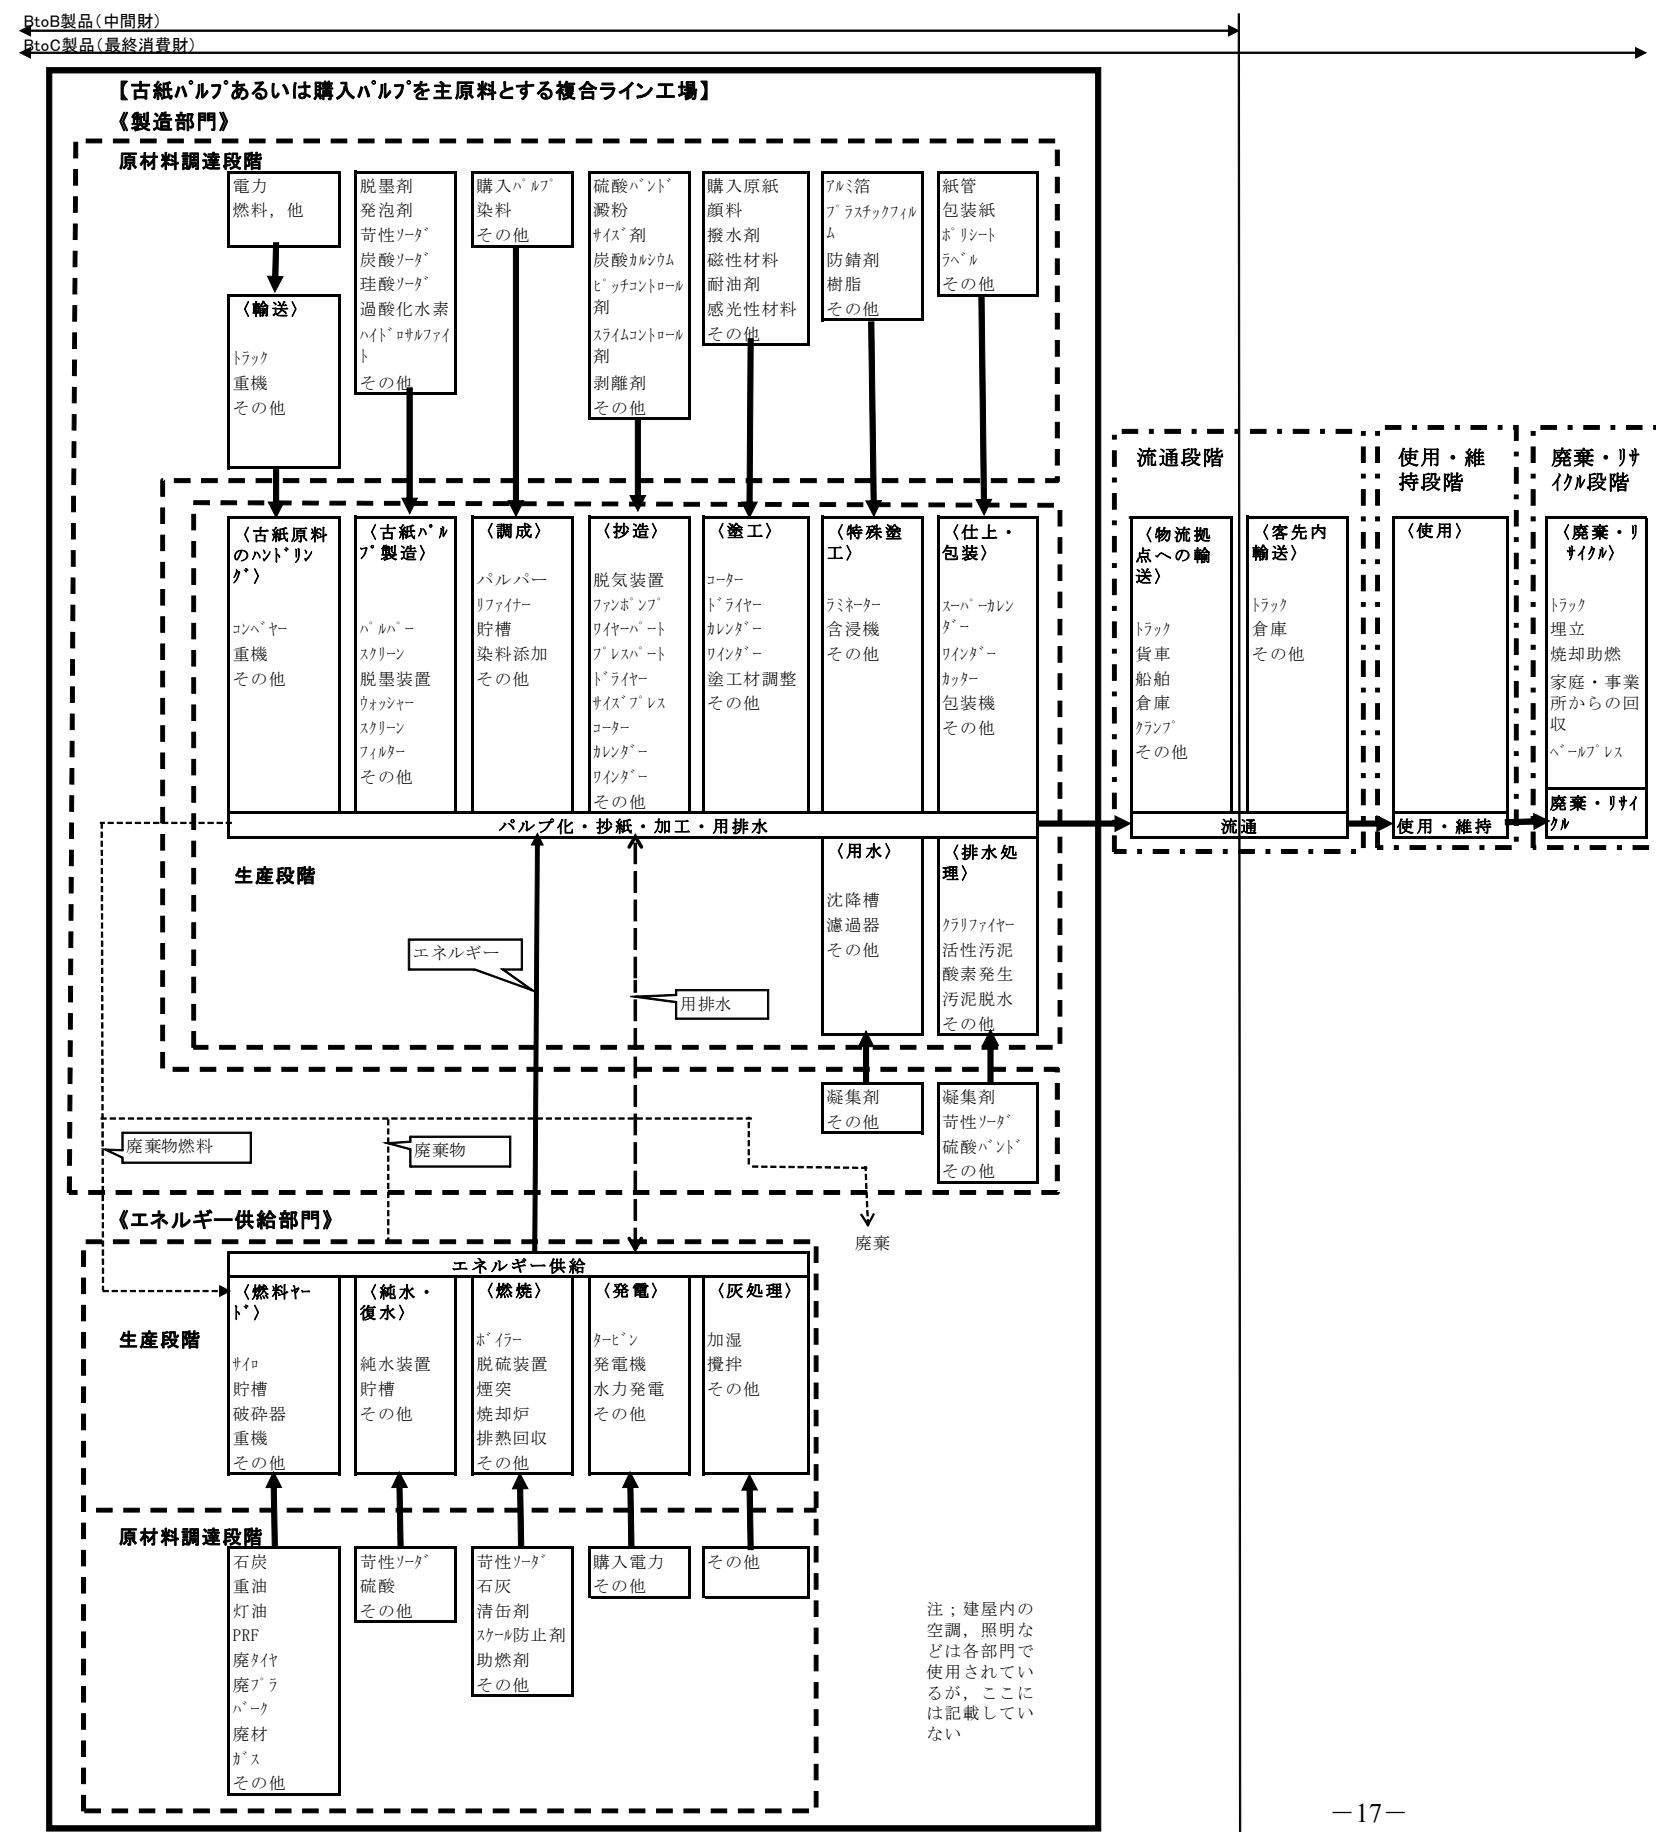 BtoB製品（中間財）
BtoC製品（最終消費財）
【古紙ﾊﾟﾙﾌﾟあるいは購入ﾊﾟﾙﾌﾟを主原料とする複合ライン工場】
《製造部門》
原材料調達段階
電力
燃料，他
〈輸送〉
ﾄﾗｯｸ
重機
その他
脱墨剤
発泡剤
苛性ｿｰﾀﾞ
炭酸ｿｰﾀﾞ
珪酸ｿｰﾀﾞ
過酸化水素
ﾊｲﾄﾞﾛｻﾙﾌｧｲ
ﾄ
その他
購入ﾊﾟﾙﾌﾟ
染料
その他
硫酸ﾊﾞﾝﾄﾞ
澱粉
ｻｲｽﾞ剤
炭酸ｶﾙｼｳﾑ
ﾋﾟｯﾁｺﾝﾄﾛｰﾙ
剤
ｽﾗｲﾑｺﾝﾄﾛｰﾙ
剤
剥離剤
その他
購入原紙
顔料
撥水剤
磁性材料
耐油剤
感光性材料
その他
ｱﾙﾐ箔
ﾌﾟﾗｽﾁｯｸﾌｨﾙ
ﾑ
防錆剤
樹脂
その他
紙管
包装紙
ﾎﾟﾘｼｰﾄ
ﾗﾍﾞﾙ
その他
〈古紙原料
のﾊﾝﾄﾞﾘﾝ
ｸﾞ〉
ｺﾝﾍﾞﾔｰ
重機
その他
〈古紙ﾊﾟﾙ
ﾌﾟ製造〉
ﾊﾟﾙﾊﾟｰ
ｽｸﾘｰﾝ
脱墨装置
ｳｫｯｼｬｰ
ｽｸﾘｰﾝ
ﾌｨﾙﾀｰ
その他
〈調成〉
パルパー
ﾘﾌｧｲﾅｰ
貯槽
染料添加
その他
〈抄造〉
脱気装置
ﾌｧﾝﾎﾟﾝﾌﾟ
ﾜｲﾔｰﾊﾟｰﾄ
ﾌﾟﾚｽﾊﾟｰﾄ
ﾄﾞﾗｲﾔｰ
ｻｲｽﾞﾌﾟﾚｽ
ｺｰﾀｰ
ｶﾚﾝﾀﾞｰ
ﾜｲﾝﾀﾞｰ
その他
〈塗工〉
ｺｰﾀｰ
ﾄﾞﾗｲﾔｰ
ｶﾚﾝﾀﾞｰ
ﾜｲﾝﾀﾞｰ
塗工材調整
その他
〈特殊塗
工〉
ﾗﾐﾈｰﾀｰ
含浸機
その他
〈仕上・
包装〉
ｽｰﾊﾟｰｶﾚﾝ
ﾀﾞｰ
ﾜｲﾝﾀﾞｰ
ｶｯﾀｰ
包装機
その他
パルプ化・抄紙・加工・用排水
生産段階
〈用水〉
沈降槽
濾過器
その他
〈排水処
理〉
ｸﾗﾘﾌｧｲﾔｰ
活性汚泥
酸素発生
汚泥脱水
その他
エネルギー
用排水
凝集剤
その他
凝集剤
苛性ｿｰﾀﾞ
硫酸ﾊﾞﾝﾄﾞ
その他
廃棄物燃料
廃棄物
廃棄
流通段階
〈物流拠
点への輸
送〉
ﾄﾗｯｸ
貨車
船舶
倉庫
ｸﾗﾝﾌﾟ
その他
〈客先内
輸送〉
ﾄﾗｯｸ
倉庫
その他
流通
使用・維
持段階
〈使用〉
使用・維持
廃棄・ﾘｻ
ｲｸﾙ段階
〈廃棄・ﾘ
ｻｲｸﾙ〉
ﾄﾗｯｸ
埋立
焼却助燃
家庭・事業
所からの回
収
ﾍﾞｰﾙﾌﾟﾚｽ
廃棄・ﾘｻｲ
ｸﾙ
《エネルギー供給部門》
エネルギー供給
生産段階
〈燃料ﾔｰ
ﾄﾞ〉
ｻｲﾛ
貯槽
破砕器
重機
その他
〈純水・
復水〉
純水装置
貯槽
その他
〈燃焼〉
ﾎﾞｲﾗｰ
脱硫装置
煙突
焼却炉
排熱回収
その他
〈発電〉
ﾀｰﾋﾞﾝ
発電機
水力発電
その他
〈灰処理〉
加湿
攪拌
その他
原材料調達段階
石炭
重油
灯油
PRF
廃ﾀｲﾔ
廃ﾌﾟﾗ
ﾊﾞｰｸ
廃材
ｶﾞｽ
その他
苛性ｿｰﾀﾞ
硫酸
その他
苛性ｿｰﾀﾞ
石灰
清缶剤
ｽｹｰﾙ防止剤
助燃剤
その他
購入電力
その他
その他
注；建屋内の
空調，照明な
どは各部門で
使用されてい
るが，ここに
は記載してい
ない
－17－